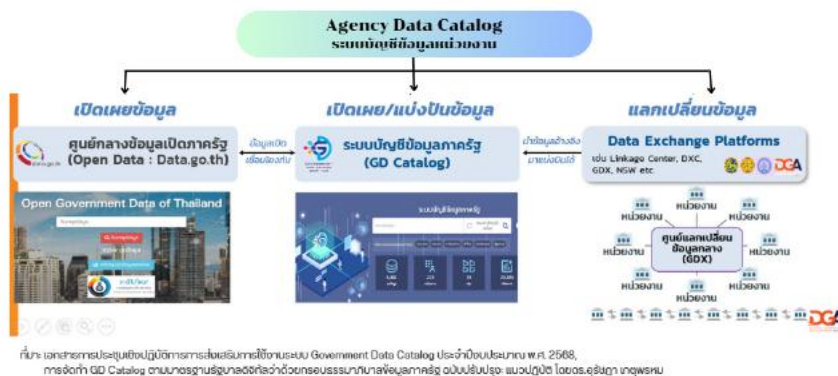 Agency Data Catalog
ระบบบัญชีข้อมูลหน่วยงาน
เปิดเผยข้อมูล
เปิดเผย/แบ่งปันข้อมูล
แลกเปลี่ยนข้อมูล
data.go.th
ศูนย์กลางข้อมูลเปิดภาครัฐ
(Open Data : Data.go.th)
ข้อมูลเปิด
เชื่อมโยงกัน
ระบบบัญชีข้อมูลภาครัฐ
(GD Catalog)
นำข้อมูลอ้างอิง
มาแบ่งปันได้
Data Exchange Platforms
เช่น Linkage Center, DXC,
GDX, NSW etc
DGA
Open Government Data of Thailand
ระบบบัญชีข้อมูลภาครัฐ
หน่วยงาน
หน่วยงาน
หน่วยงาน
หน่วยงาน
ศูนย์แลกเปลี่ยน
ข้อมูลกลาง
(GDX)
หน่วยงาน
หน่วยงาน
หน่วยงาน
หน่วยงาน
DGA
ที่มา: เอกสารการประชุมเชิงปฏิบัติการการส่งเสริมการใช้งานระบบ Government Data Catalog ประจำปีงบประมาณ พ.ศ. 2568,
การจัดทำ GD Catalog ตามมาตรฐานรัฐบาลดิจิทัลว่าด้วยกรอบธรรมาภิบาลข้อมูลภาครัฐ ฉบับปรับปรุง: แนวปฏิบัติ โดยดร.อุรัชฎา เกตุพรหม